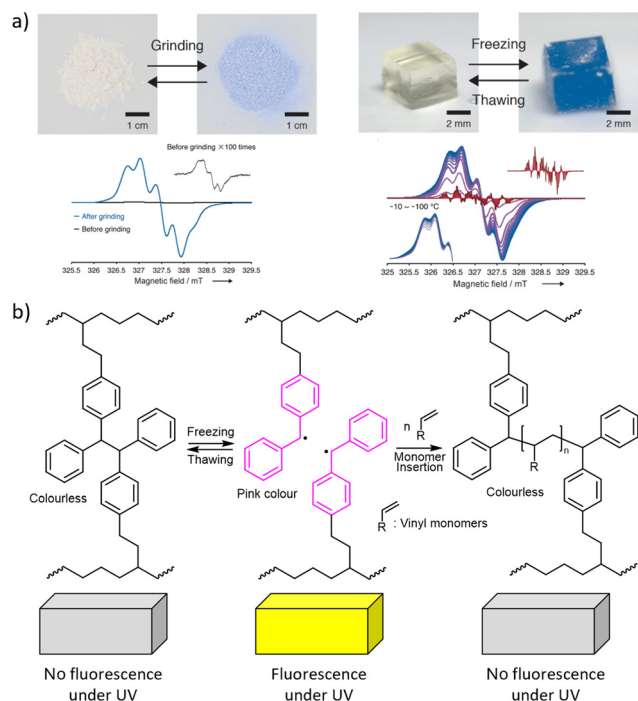 a)
Grinding
1 cm
1 cm
Freezing
Thawing
2 mm
2 mm
Before grinding ×100 times
After grinding
Before grinding
325.5 326 326.5 327 327.5 328 328.5 329 329.5
Magnetic field / mT
−10 ~ −100 °C
325 325.5 326 326.5 327 327.5 328 328.5 329 329.5
Magnetic field / mT
b)
Colourless
Freezing
Thawing
Pink colour
n
R
Monomer
Insertion
R : Vinyl monomers
n
R
Colourless
No fluorescence
under UV
Fluorescence
under UV
No fluorescence
under UV